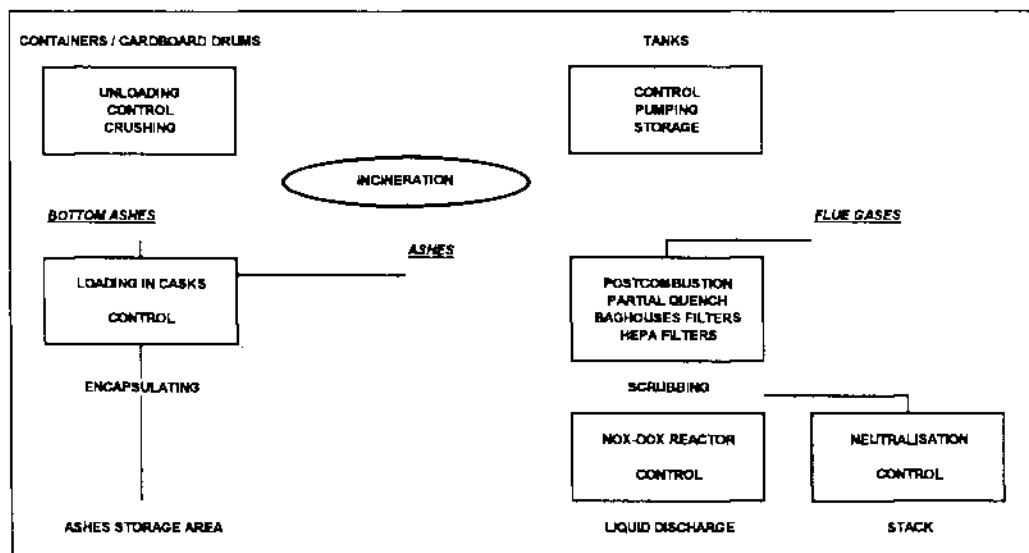 CONTAINERS / CARDBOARD DRUMS
TANKS
UNLOADING
CONTROL
CRUSHING
CONTROL
PUMPING
STORAGE
INCINERATION
BOTTOM ASHES
ASHES
FLUE GASES
LOADING IN CASKS
CONTROL
POSTCOMBUSTION
PARTIAL QUENCH
BAGHOUSES FILTERS
HEPA FILTERS
ENCAPSULATING
SCRUBBING
NOX-DOX REACTOR
CONTROL
NEUTRALISATION
CONTROL
ASHES STORAGE AREA
LIQUID DISCHARGE
STACK